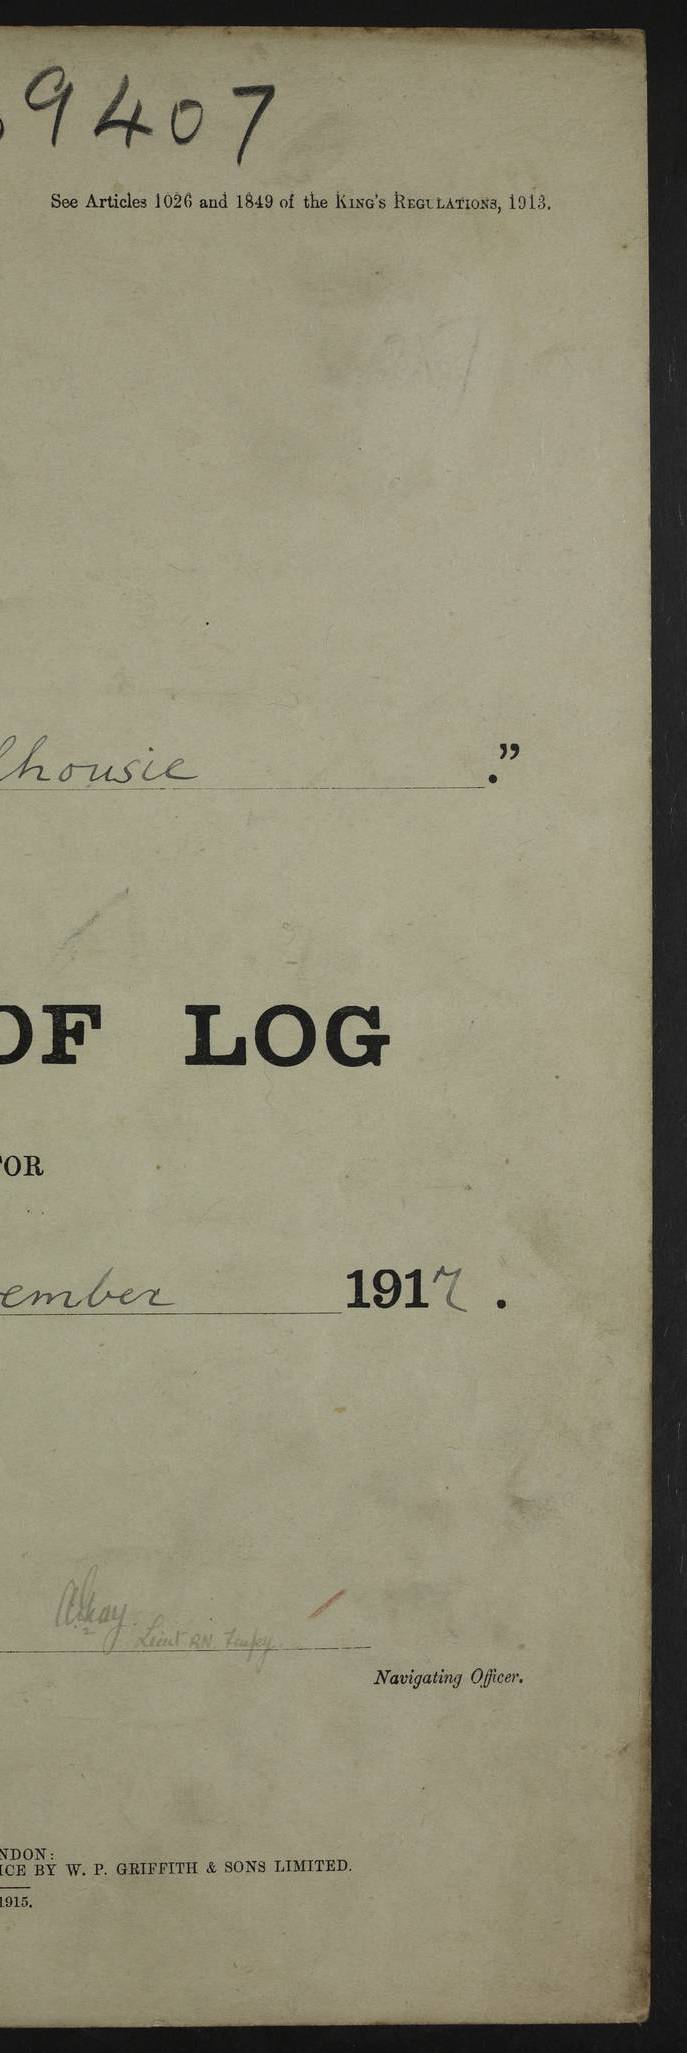 9407
See Articles 1026 and 1849 of the KING'S REGULATIONS, 1913.
lhousie ."
OF LOG
FOR
ember 1917.
Lieut RN. Tempy
Navigating Officer.
NDON:
ICE BY W. P. GRIFFITH & SONS LIMITED.
1915.